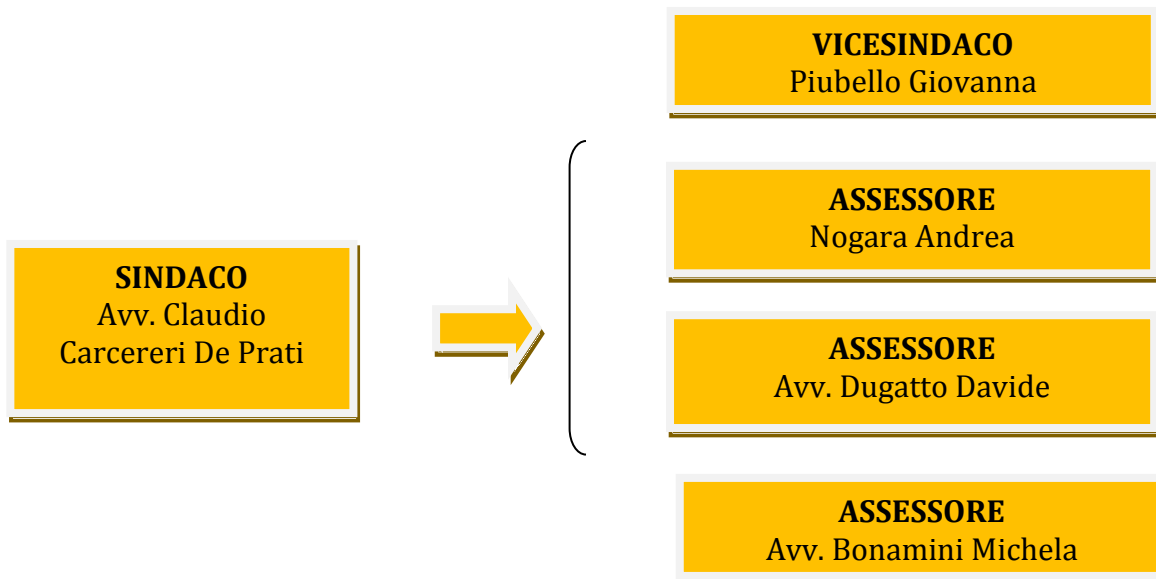 SINDACO
Avv. Claudio
Carcereri De Prati
VICESINDACO
Piubello Giovanna
ASSESSORE
Nogara Andrea
ASSESSORE
Avv. Dugatto Davide
ASSESSORE
Avv. Bonamini Michela